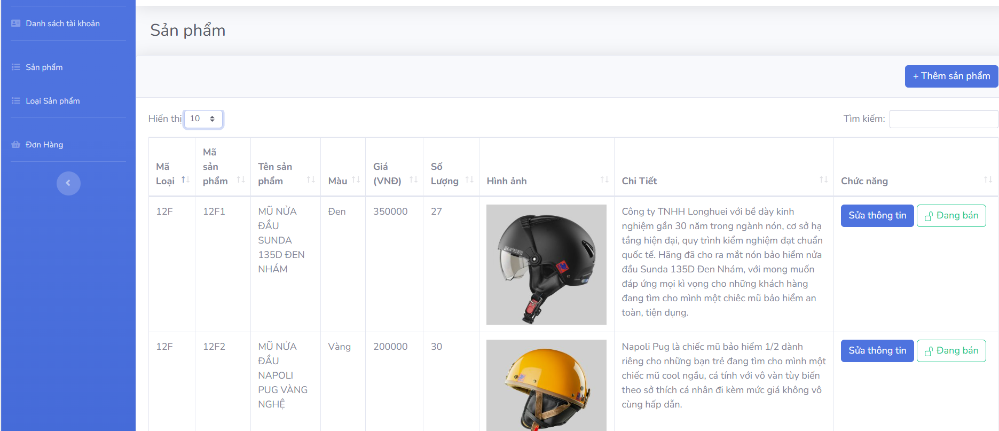 Danh sách tài khoản
Sản phẩm
Loại Sản phẩm
Đơn Hàng
Sản phẩm
+ Thêm sản phẩm
Hiển thị 10
Tìm kiếm:
Mã
Loại
Mã
sản
phẩm
Tên sản
phẩm
Màu
Giá
(VNĐ)
Số
Lượng
Hình ảnh
Chi Tiết
Chức năng
12F
12F1
MŨ NỬA
ĐẦU
SUNDA
135D ĐEN
NHÁM
Đen
350000
27
Công ty TNHH Longhuei với bề dày kinh
nghiệm gần 30 năm trong ngành nón, cơ sở hạ
tầng hiện đại, quy trình kiểm nghiệm đạt chuẩn
quốc tế. Hãng đã cho ra mắt nón bảo hiểm nửa
đầu Sunda 135D Đen Nhám, với mong muốn
đáp ứng mọi kì vọng cho những khách hàng
đang tìm cho mình một chiêc mũ bảo hiểm an
toàn, tiện dụng.
Sửa thông tin
Đang bán
12F
12F2
MŨ NỬA
ĐẦU
NAPOLI
PUG VÀNG
NGHỆ
Vàng
200000
30
Napoli Pug là chiếc mũ bảo hiểm 1/2 dành
riêng cho những bạn trẻ đang tìm cho mình một
chiếc mũ cool ngầu, cá tính với vô vàn tùy biến
theo sở thích cá nhân đi kèm mức giá không vô
cùng hấp dẫn.
Sửa thông tin
Đang bán